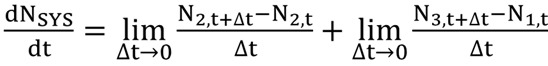 dN_SYS/dt = lim_{Δt→0} (N_{2,t+Δt}−N_{2,t})/Δt + lim_{Δt→0} (N_{3,t+Δt}−N_{1,t})/Δt